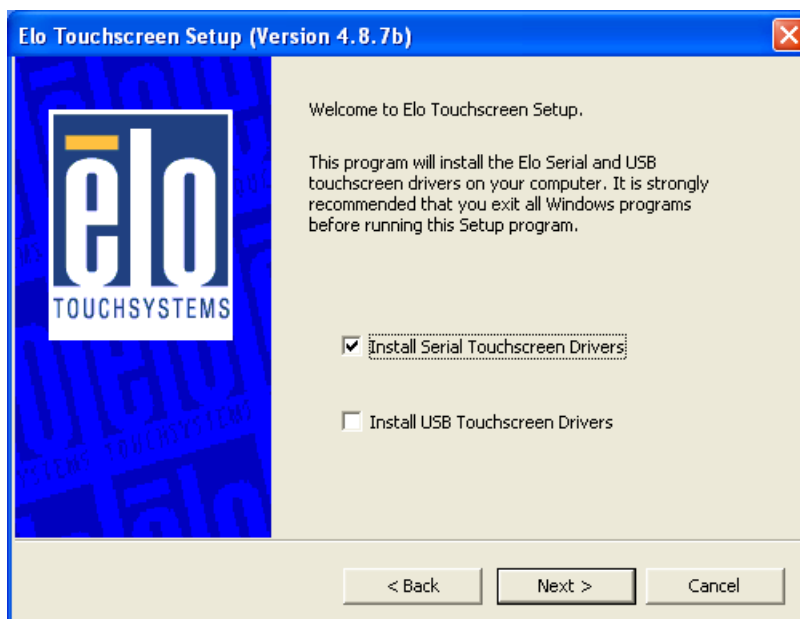 Elo Touchscreen Setup (Version 4.8.7b)
Welcome to Elo Touchscreen Setup.
This program will install the Elo Serial and USB
touchscreen drivers on your computer. It is strongly
recommended that you exit all Windows programs
before running this Setup program.
ēlo
TOUCHSYSTEMS
Install Serial Touchscreen Drivers
Install USB Touchscreen Drivers
< Back
Next >
Cancel